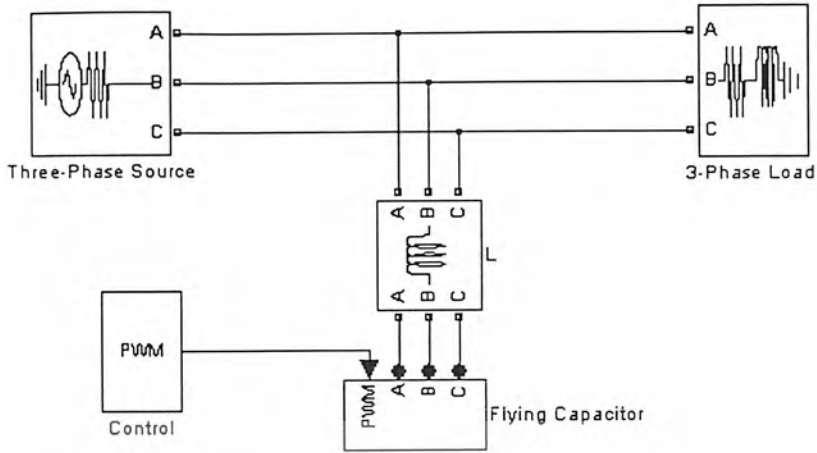 A
B
C
Three-Phase Source
A
B
C
3-Phase Load
A B C
L
A B C
PWM
Control
PWM A B C
Flying Capacitor